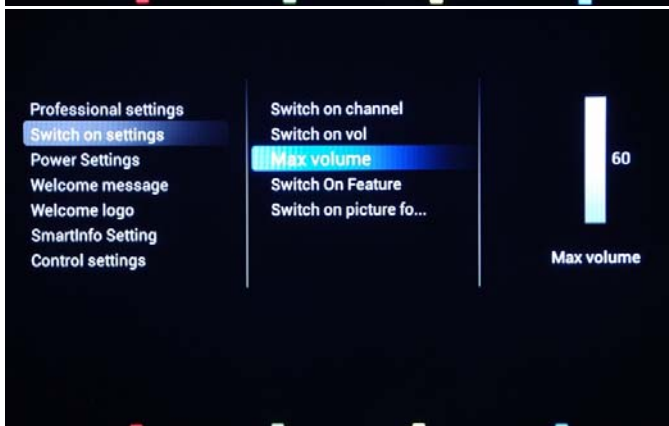 Professional settings
Switch on settings
Power Settings
Welcome message
Welcome logo
SmartInfo Setting
Control settings
Switch on channel
Switch on vol
Max volume
Switch On Feature
Switch on picture fo...
60
Max volume